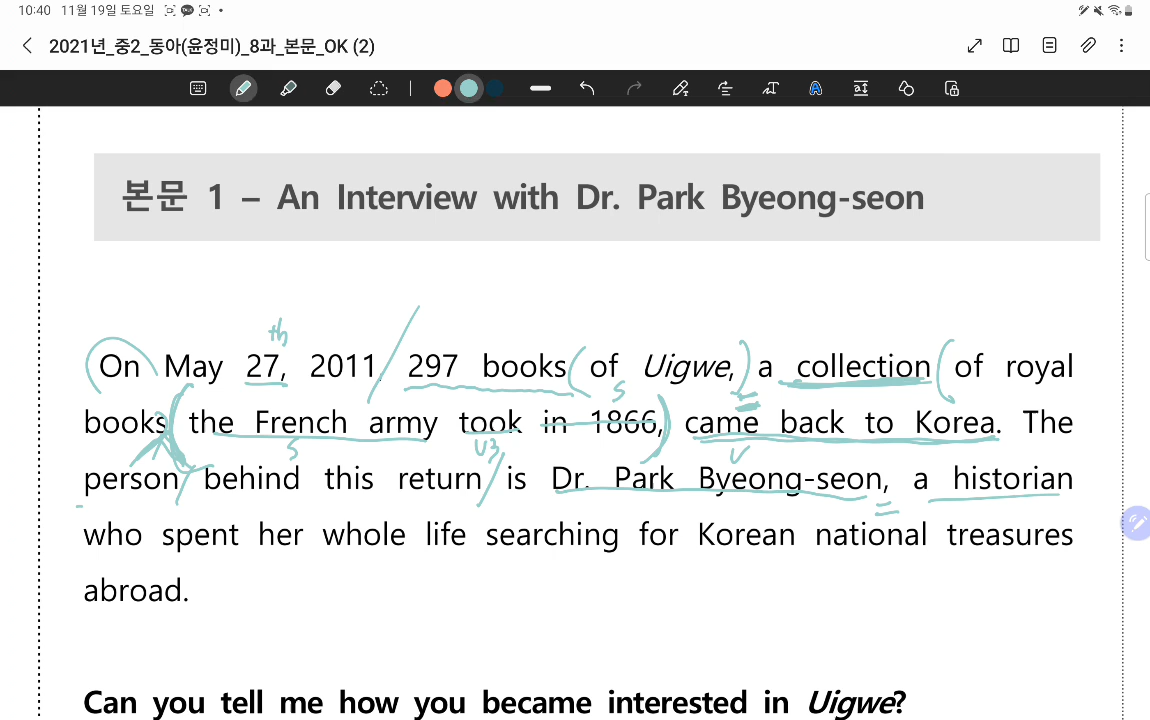 10:40 11월 19일 토요일
2021년_중2_동아(윤정미)_8과_본문_OK (2)
본문 1 – An Interview with Dr. Park Byeong-seon
th
On May 27, 2011, 297 books of Uigwe, a collection of royal
S
books the French army took in 1866, came back to Korea. The
S V3 V
person behind this return is Dr. Park Byeong-seon, a historian
who spent her whole life searching for Korean national treasures
abroad.
Can you tell me how you became interested in Uigwe?